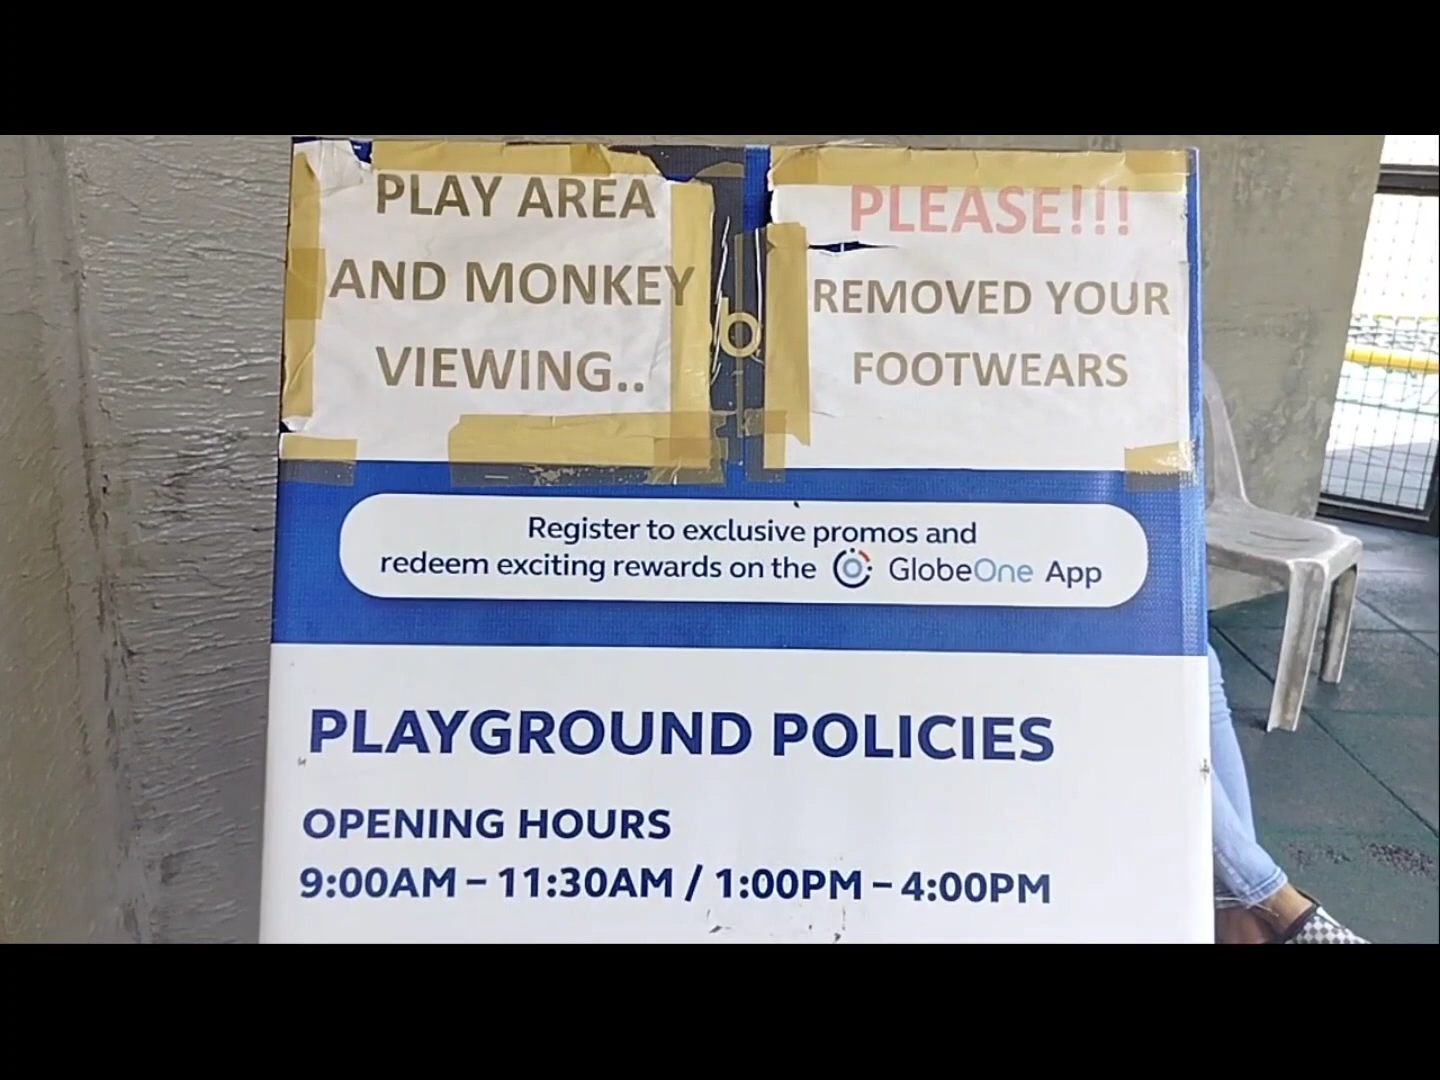 PLAY AREA
AND MONKEY
VIEWING..
PLEASE!!!
REMOVED YOUR
FOOTWEARS
b
Register to exclusive promos and
redeem exciting rewards on the GlobeOne App
PLAYGROUND POLICIES
OPENING HOURS
9:00AM – 11:30AM / 1:00PM – 4:00PM